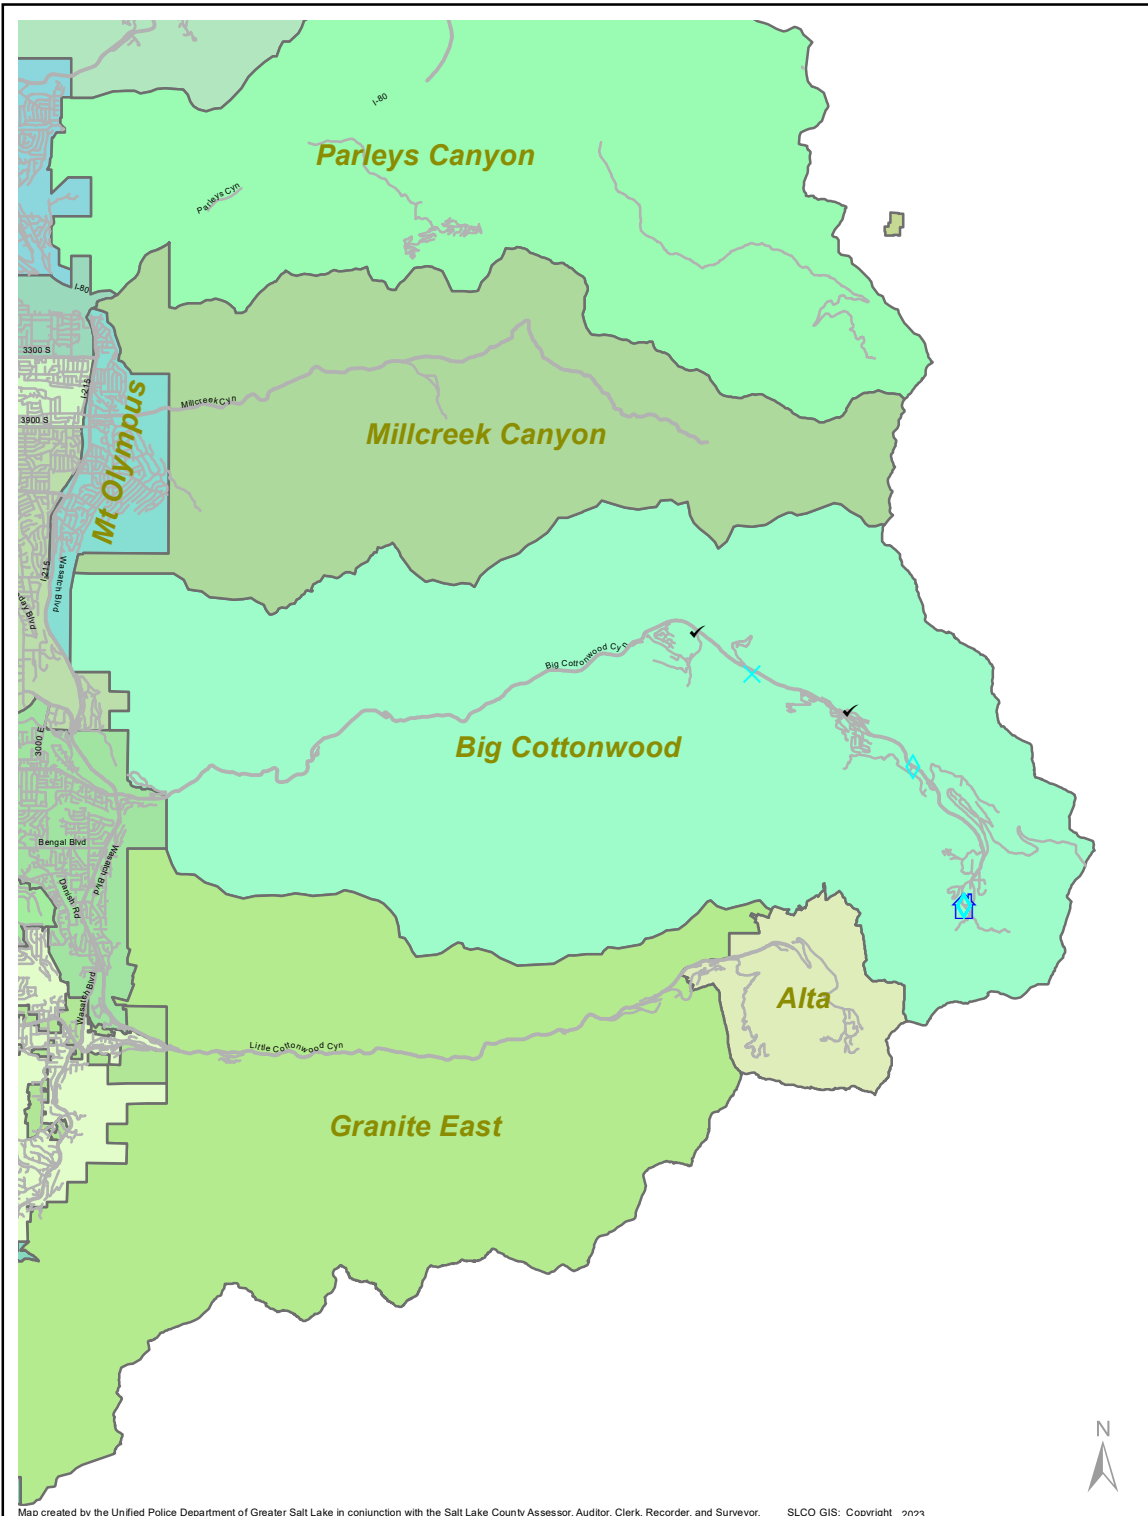 I-80
Parleys Canyon
Parleys Cyn
I-80
3300 S
I-215
Millcreek Cyn
3900 S
Mt Olympus
Millcreek Canyon
I-215
Wasatch Blvd
day Blvd
Big Cottonwood Cyn
3000 E
Big Cottonwood
Bengal Blvd
Wasatch Blvd
Danish Rd
Wasatch Blvd
Alta
Little Cottonwood Cyn
Granite East
N
Map created by the Unified Police Department of Greater Salt Lake in conjunction with the Salt Lake County Assessor, Auditor, Clerk, Recorder, and Surveyor. SLCO GIS: Copyright 2023